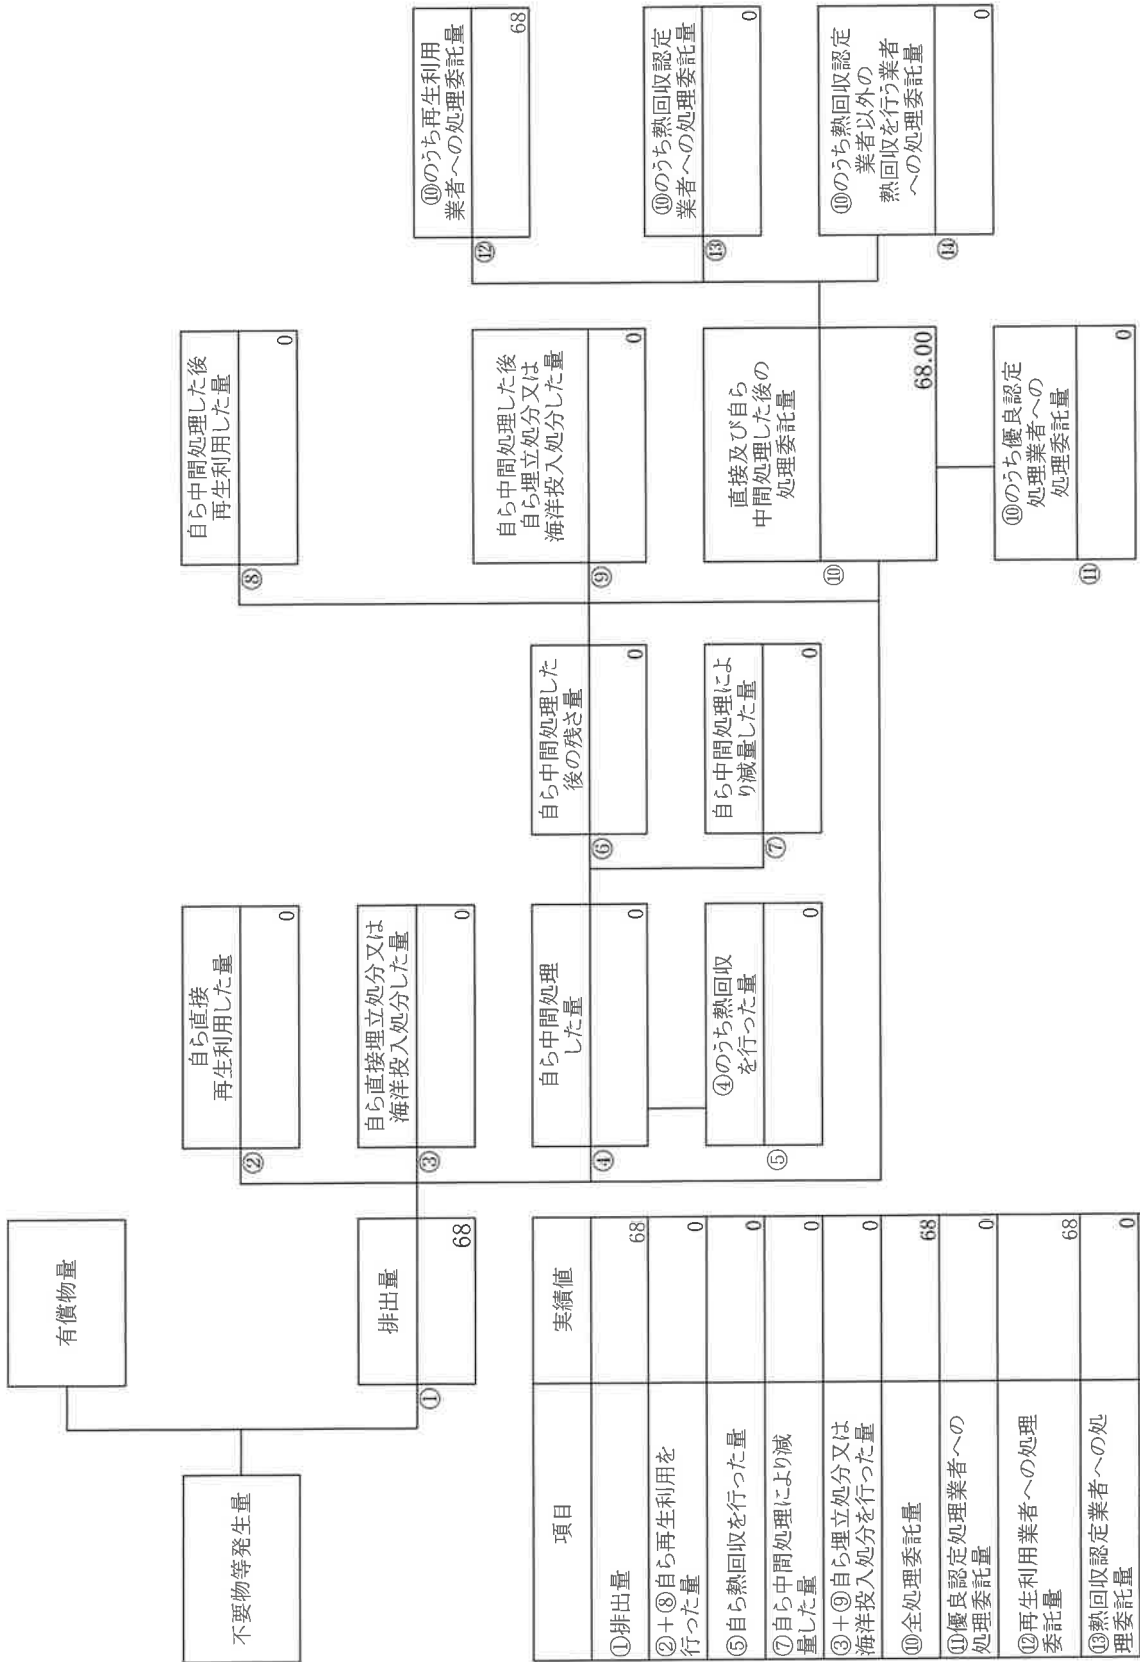 不要物等発生量
有償物量
①
排出量
68
②
自ら直接
再生利用した量
0
③
自ら直接埋立処分又は
海洋投入処分した量
0
④
自ら中間処理
した量
0
⑤
④のうち熱回収
を行った量
0
⑥
自ら中間処理した
後の残さ量
0
⑦
自ら中間処理によ
り減量した量
0
⑧
自ら中間処理した後
再生利用した量
0
⑨
自ら中間処理した後
自ら埋立処分又は
海洋投入処分した量
0
⑩
直接及び自ら
中間処理した後の
処理委託量
68.00
⑪
⑩のうち優良認定
処理業者への
処理委託量
0
⑫
⑩のうち再生利用
業者への処理委託量
68
⑬
⑩のうち熱回収認定
業者への処理委託量
0
⑭
⑩のうち熱回収認定
業者以外の
熱回収を行う業者
への処理委託量
0
項目 実績値
①排出量 68
②+⑧自ら再生利用を
行った量 0
⑤自ら熱回収を行った量 0
⑦自ら中間処理により減
量した量 0
③+⑨自ら埋立処分又は
海洋投入処分を行った量 0
⑩全処理委託量 68
⑪優良認定処理業者への
処理委託量 0
⑫再生利用業者への処理
委託量 68
⑬熱回収認定業者への処
理委託量 0